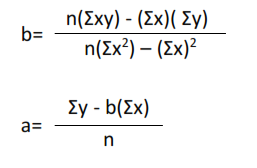 b= n(Σxy) - (Σx)( Σy)
n(Σx²) – (Σx)²
a= Σy - b(Σx)
n